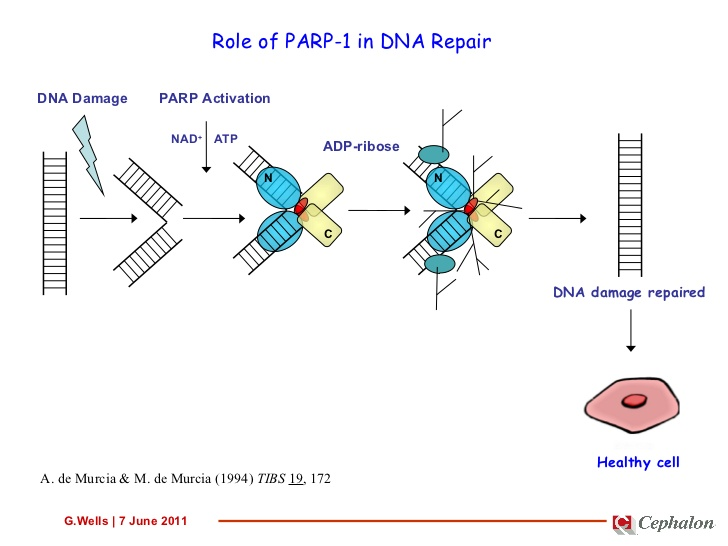 Role of PARP-1 in DNA Repair
DNA Damage
PARP Activation
NAD+ ATP
ADP-ribose
N
C
N
C
DNA damage repaired
Healthy cell
A. de Murcia & M. de Murcia (1994) TIBS 19, 172
G.Wells | 7 June 2011
C Cephalon